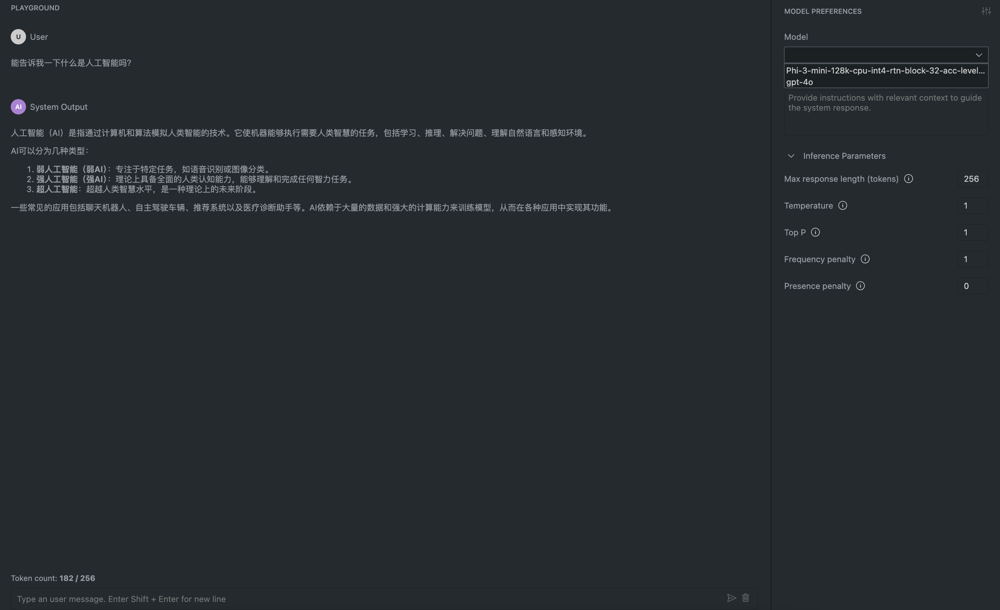 PLAYGROUND
U User
能告诉我一下什么是人工智能吗?
AI System Output
人工智能（AI）是指通过计算机和算法模拟人类智能的技术。它使机器能够执行需要人类智慧的任务，包括学习、推理、解决问题、理解自然语言和感知环境。
AI可以分为几种类型：
1. 弱人工智能（弱AI）：专注于特定任务，如语音识别或图像分类。
2. 强人工智能（强AI）：理论上具备全面的人类认知能力，能够理解和完成任何智力任务。
3. 超人工智能：超越人类智慧水平，是一种理论上的未来阶段。
一些常见的应用包括聊天机器人、自主驾驶车辆、推荐系统以及医疗诊断助手等。AI依赖于大量的数据和强大的计算能力来训练模型，从而在各种应用中实现其功能。
Token count: 182 / 256
Type an user message. Enter Shift + Enter for new line
MODEL PREFERENCES
Model
Phi-3-mini-128k-cpu-int4-rtn-block-32-acc-level...
gpt-4o
Provide instructions with relevant context to guide
the system response.
Inference Parameters
Max response length (tokens) 256
Temperature 1
Top P 1
Frequency penalty 1
Presence penalty 0